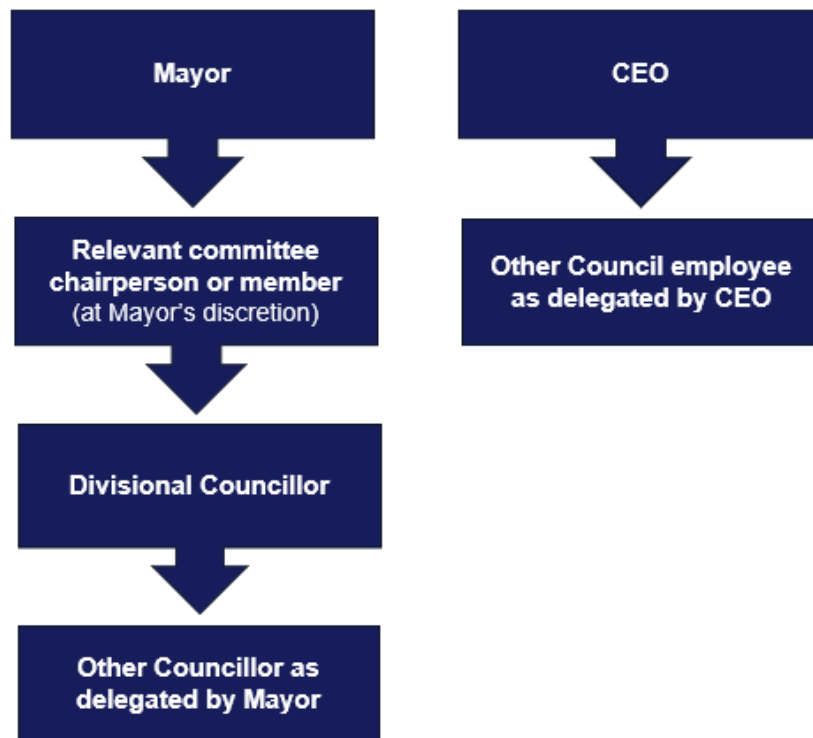 Mayor
Relevant committee
chairperson or member
(at Mayor's discretion)
Divisional Councillor
Other Councillor as
delegated by Mayor
CEO
Other Council employee
as delegated by CEO